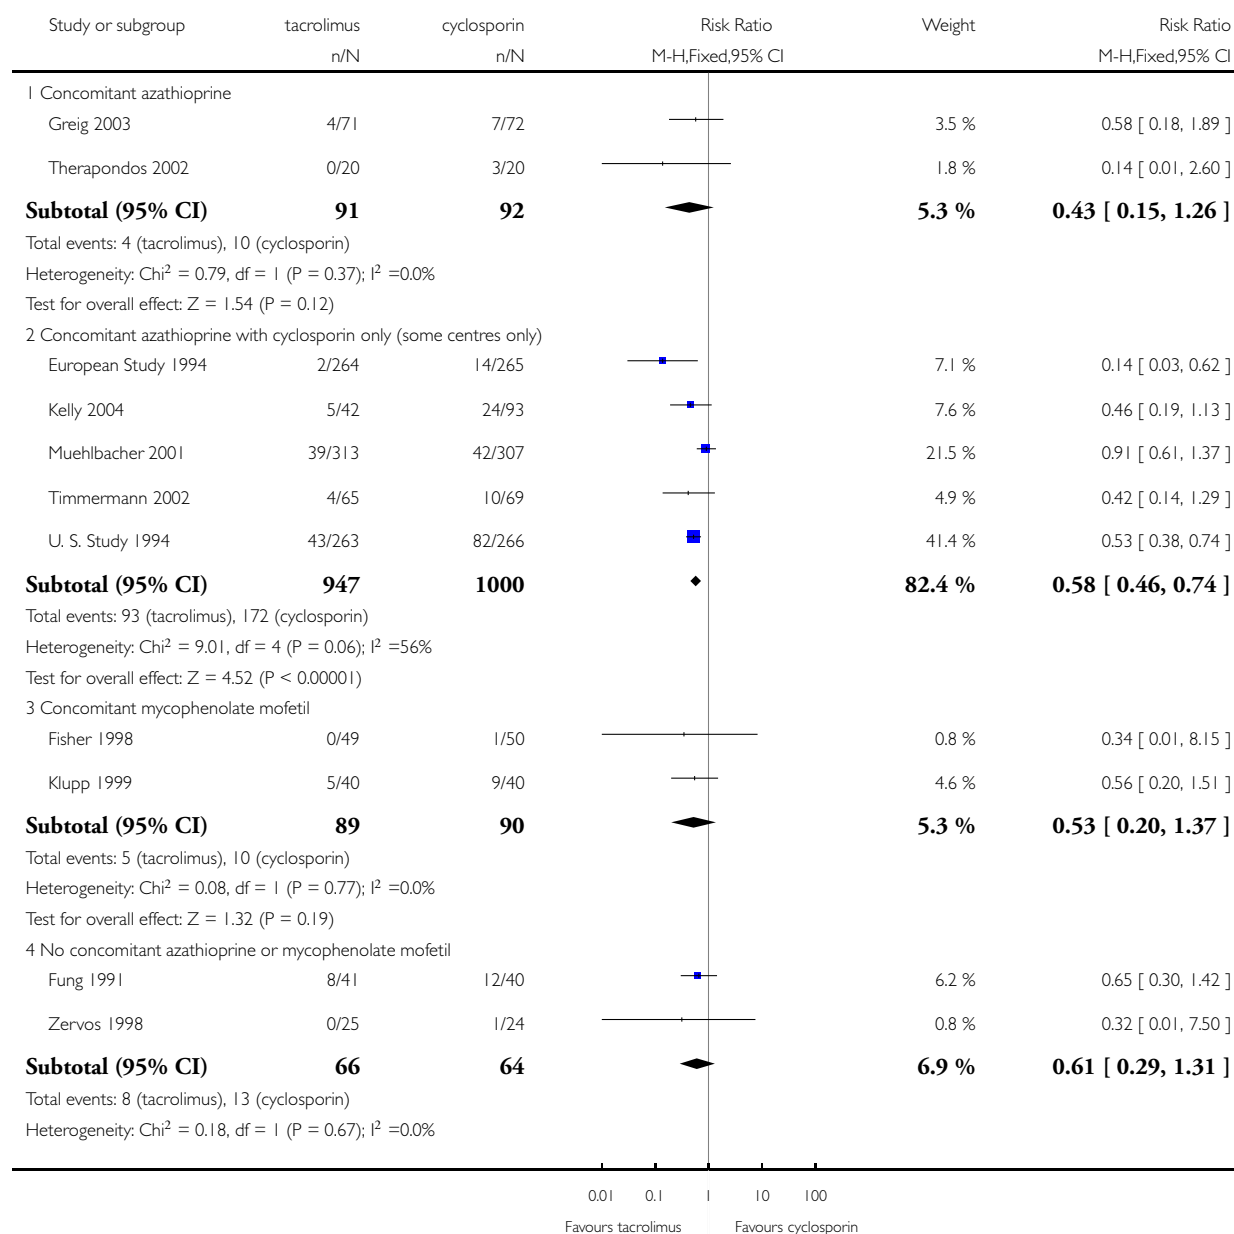 Study or subgroup tacrolimus cyclosporin Risk Ratio Weight Risk Ratio
n/N n/N M-H,Fixed,95% CI M-H,Fixed,95% CI
1 Concomitant azathioprine
Greig 2003 4/71 7/72 3.5 % 0.58 [ 0.18, 1.89 ]
Therapondos 2002 0/20 3/20 1.8 % 0.14 [ 0.01, 2.60 ]
Subtotal (95% CI) 91 92 5.3 % 0.43 [ 0.15, 1.26 ]
Total events: 4 (tacrolimus), 10 (cyclosporin)
Heterogeneity: Chi² = 0.79, df = 1 (P = 0.37); I² =0.0%
Test for overall effect: Z = 1.54 (P = 0.12)
2 Concomitant azathioprine with cyclosporin only (some centres only)
European Study 1994 2/264 14/265 7.1 % 0.14 [ 0.03, 0.62 ]
Kelly 2004 5/42 24/93 7.6 % 0.46 [ 0.19, 1.13 ]
Muehlbacher 2001 39/313 42/307 21.5 % 0.91 [ 0.61, 1.37 ]
Timmermann 2002 4/65 10/69 4.9 % 0.42 [ 0.14, 1.29 ]
U. S. Study 1994 43/263 82/266 41.4 % 0.53 [ 0.38, 0.74 ]
Subtotal (95% CI) 947 1000 82.4 % 0.58 [ 0.46, 0.74 ]
Total events: 93 (tacrolimus), 172 (cyclosporin)
Heterogeneity: Chi² = 9.01, df = 4 (P = 0.06); I² =56%
Test for overall effect: Z = 4.52 (P < 0.00001)
3 Concomitant mycophenolate mofetil
Fisher 1998 0/49 1/50 0.8 % 0.34 [ 0.01, 8.15 ]
Klupp 1999 5/40 9/40 4.6 % 0.56 [ 0.20, 1.51 ]
Subtotal (95% CI) 89 90 5.3 % 0.53 [ 0.20, 1.37 ]
Total events: 5 (tacrolimus), 10 (cyclosporin)
Heterogeneity: Chi² = 0.08, df = 1 (P = 0.77); I² =0.0%
Test for overall effect: Z = 1.32 (P = 0.19)
4 No concomitant azathioprine or mycophenolate mofetil
Fung 1991 8/41 12/40 6.2 % 0.65 [ 0.30, 1.42 ]
Zervos 1998 0/25 1/24 0.8 % 0.32 [ 0.01, 7.50 ]
Subtotal (95% CI) 66 64 6.9 % 0.61 [ 0.29, 1.31 ]
Total events: 8 (tacrolimus), 13 (cyclosporin)
Heterogeneity: Chi² = 0.18, df = 1 (P = 0.67); I² =0.0%
0.01 0.1 1 10 100
Favours tacrolimus Favours cyclosporin